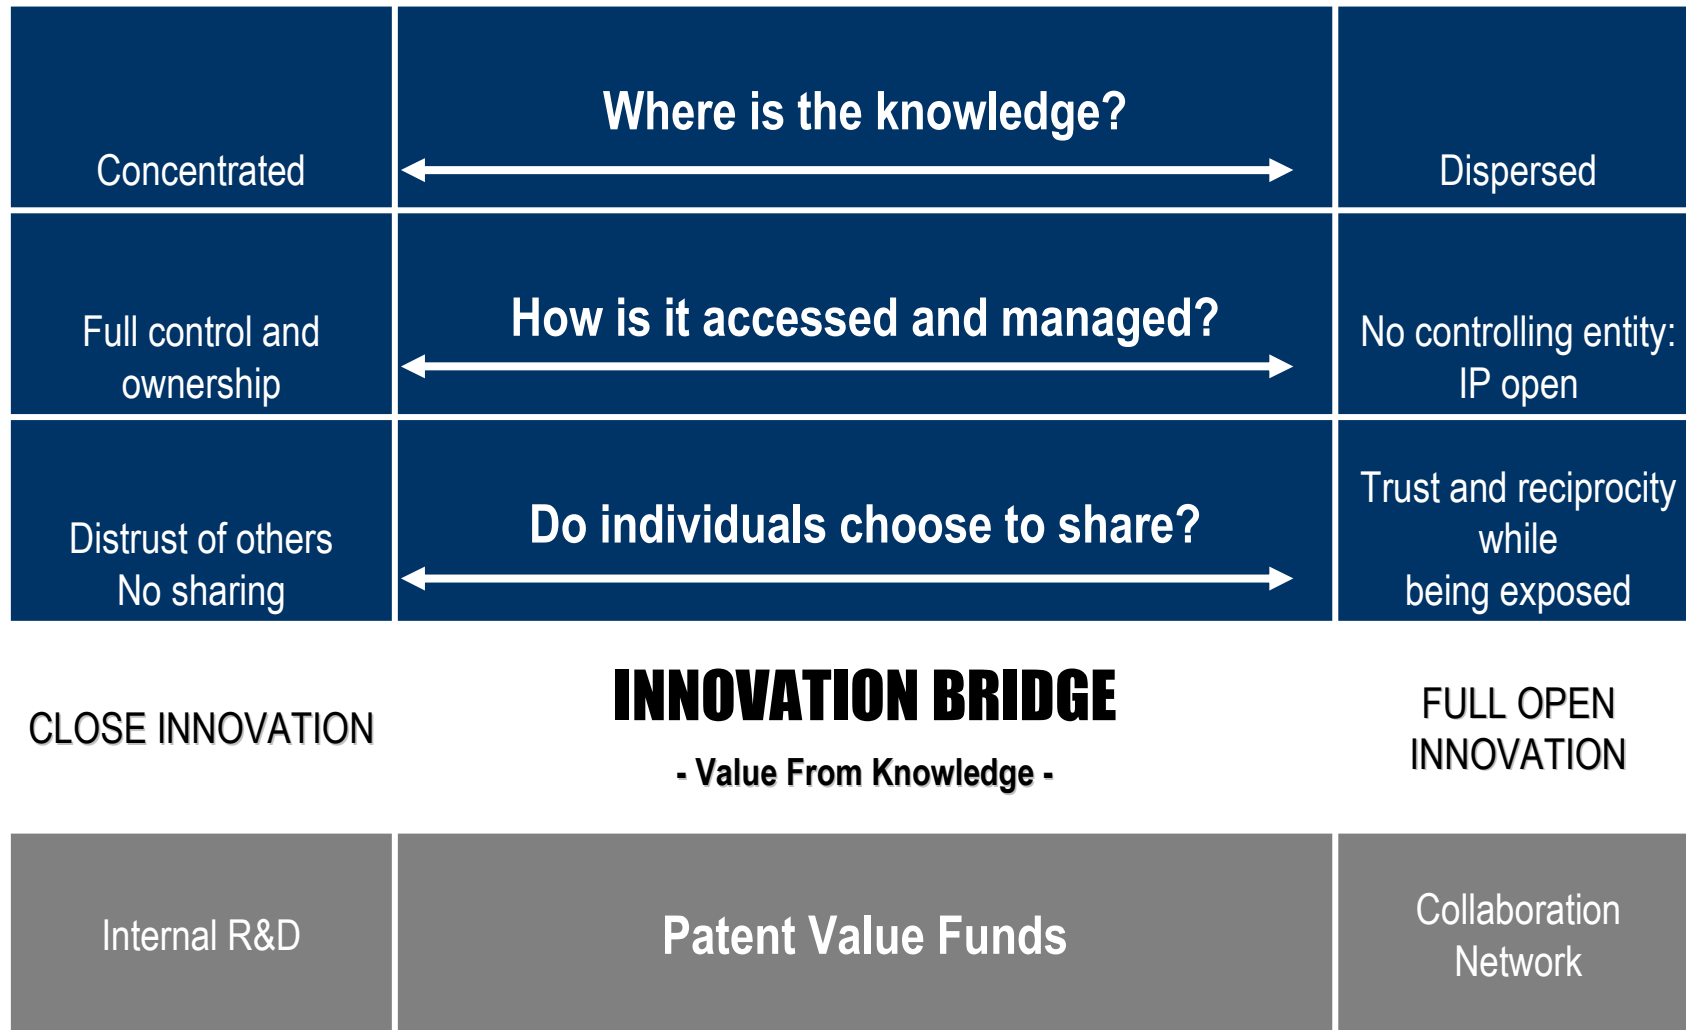 Where is the knowledge?
Concentrated
Dispersed
How is it accessed and managed?
Full control and
ownership
No controlling entity:
IP open
Do individuals choose to share?
Distrust of others
No sharing
Trust and reciprocity
while
being exposed
CLOSE INNOVATION
INNOVATION BRIDGE
- Value From Knowledge -
FULL OPEN
INNOVATION
Internal R&D
Patent Value Funds
Collaboration
Network